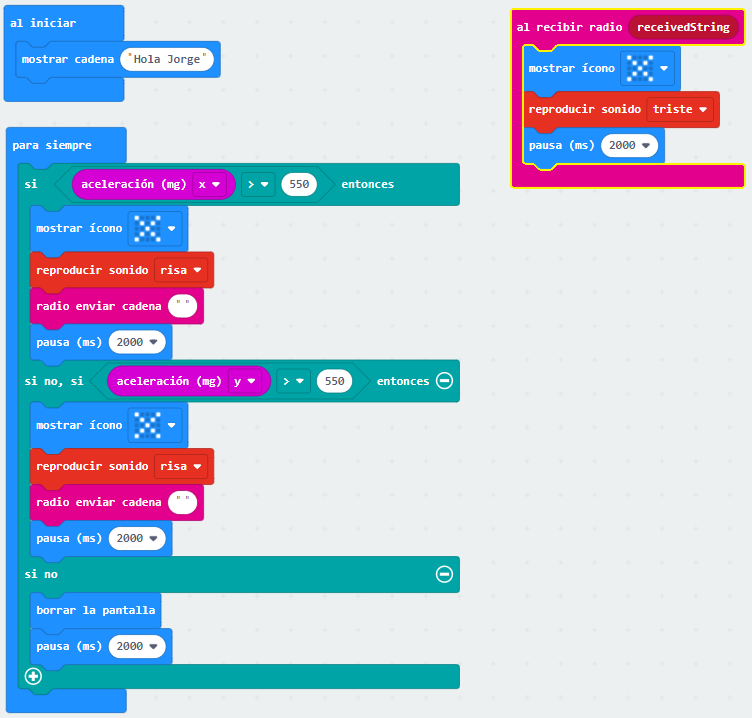 al iniciar
mostrar cadena "Hola Jorge"
para siempre
si aceleración (mg) x > 550 entonces
mostrar ícono
reproducir sonido risa
radio enviar cadena " "
pausa (ms) 2000
si no, si aceleración (mg) y > 550 entonces
mostrar ícono
reproducir sonido risa
radio enviar cadena " "
pausa (ms) 2000
si no
borrar la pantalla
pausa (ms) 2000
al recibir radio receivedString
mostrar ícono
reproducir sonido triste
pausa (ms) 2000